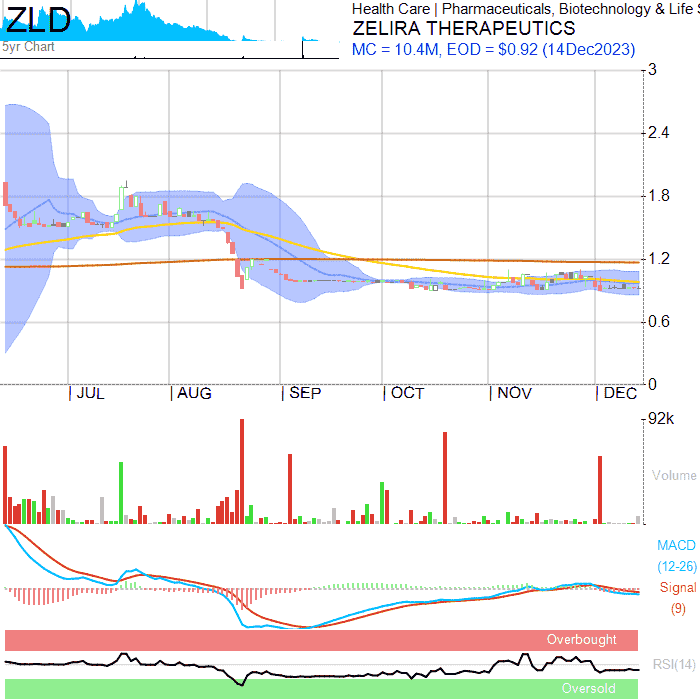 ZLD
5yr Chart
Health Care | Pharmaceuticals, Biotechnology & Life S
ZELIRA THERAPEUTICS
MC = 10.4M, EOD = $0.92 (14Dec2023)
3
2.4
1.8
1.2
0.6
0
| JUL | AUG | SEP | OCT | NOV | DEC
92k
Volume
MACD
(12-26)
Signal
(9)
Overbought
RSI(14)
Oversold